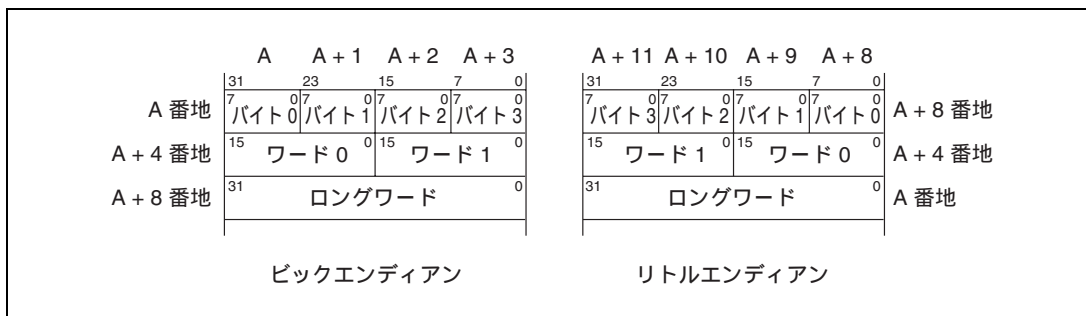 A A + 1 A + 2 A + 3 A + 11 A + 10 A + 9 A + 8
31 23 15 7 0 31 23 15 7 0
A 番地 7 バイト 0 0 7 バイト 1 0 7 バイト 2 0 7 バイト 3 0 7 バイト 3 0 7 バイト 2 0 7 バイト 1 0 7 バイト 0 0 A + 8 番地
A + 4 番地 15 ワード 0 0 15 ワード 1 0 15 ワード 1 0 15 ワード 0 0 A + 4 番地
A + 8 番地 31 ロングワード 0 31 ロングワード 0 A 番地
ビックエンディアン リトルエンディアン